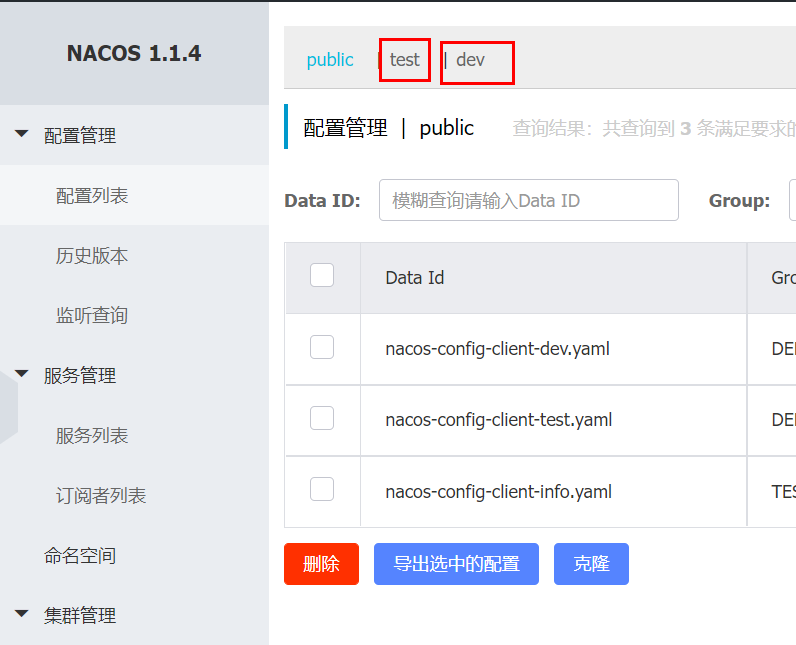 NACOS 1.1.4
配置管理
配置列表
历史版本
监听查询
服务管理
服务列表
订阅者列表
命名空间
集群管理
public | test | dev
配置管理 | public 查询结果：共查询到 3 条满足要求的
Data ID: 模糊查询请输入Data ID Group:
Data Id
nacos-config-client-dev.yaml
nacos-config-client-test.yaml
nacos-config-client-info.yaml
删除 导出选中的配置 克隆